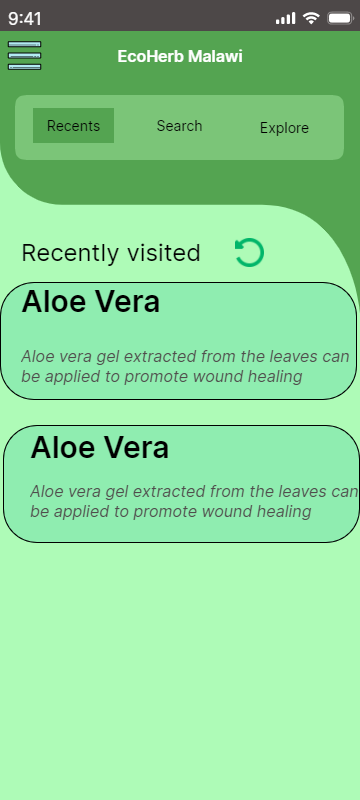 9:41
EcoHerb Malawi
Recents
Search
Explore
Recently visited
Aloe Vera
Aloe vera gel extracted from the leaves can
be applied to promote wound healing
Aloe Vera
Aloe vera gel extracted from the leaves can
be applied to promote wound healing